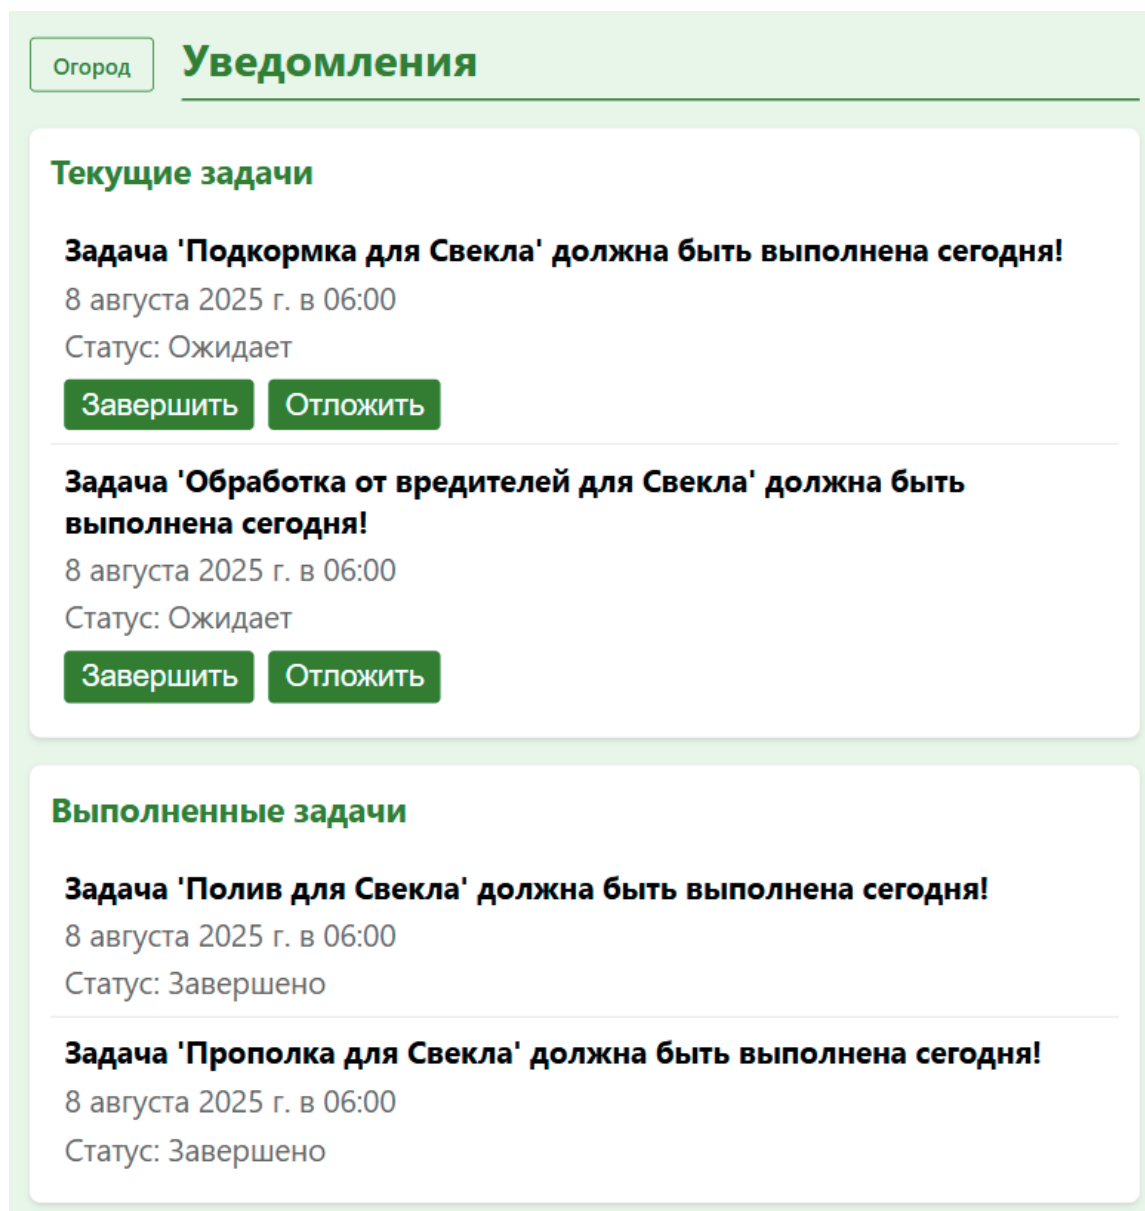 Огород
Уведомления
Текущие задачи
Задача 'Подкормка для Свекла' должна быть выполнена сегодня!
8 августа 2025 г. в 06:00
Статус: Ожидает
Завершить Отложить
Задача 'Обработка от вредителей для Свекла' должна быть
выполнена сегодня!
8 августа 2025 г. в 06:00
Статус: Ожидает
Завершить Отложить
Выполненные задачи
Задача 'Полив для Свекла' должна быть выполнена сегодня!
8 августа 2025 г. в 06:00
Статус: Завершено
Задача 'Прополка для Свекла' должна быть выполнена сегодня!
8 августа 2025 г. в 06:00
Статус: Завершено